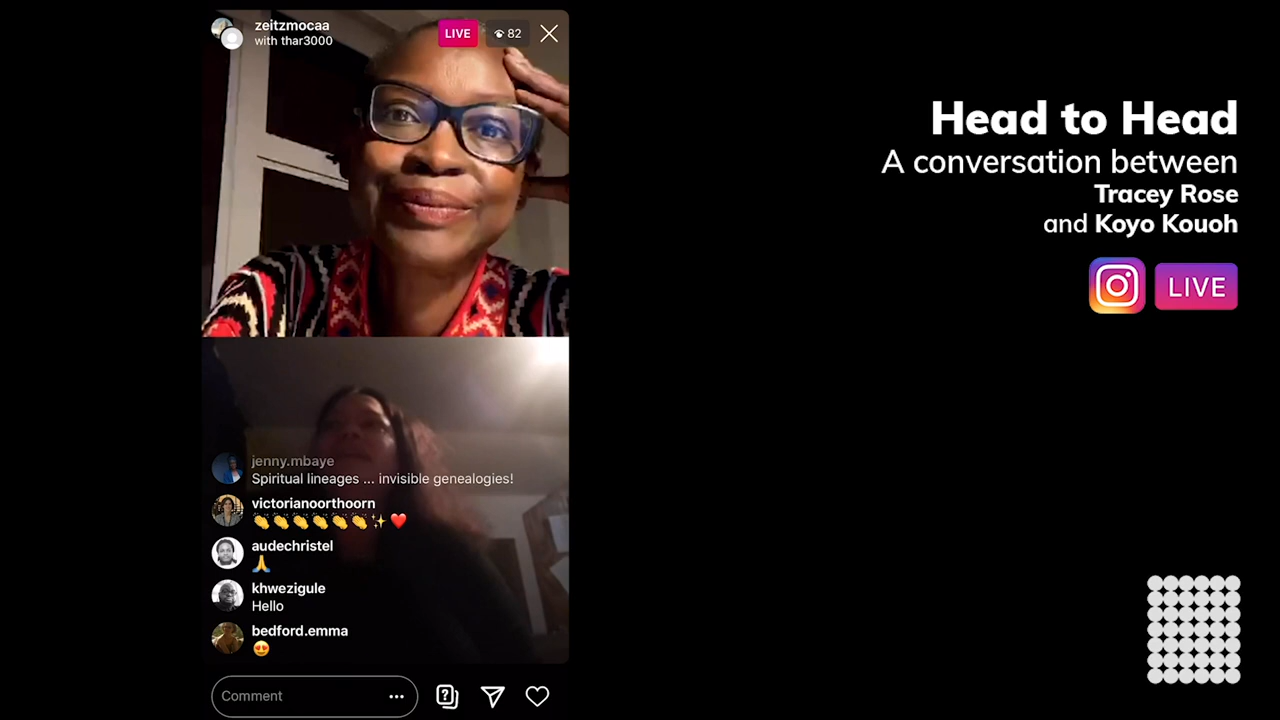 zeitzmocaa
with thar3000
LIVE
82
Head to Head
A conversation between
Tracey Rose
and Koyo Kouoh
LIVE
jenny.mbaye
Spiritual lineages ... invisible genealogies!
victorianoorthoorn
👏👏👏👏👏👏✨❤️
audechristel
🙏
khwezigule
Hello
bedford.emma
😍
Comment
?